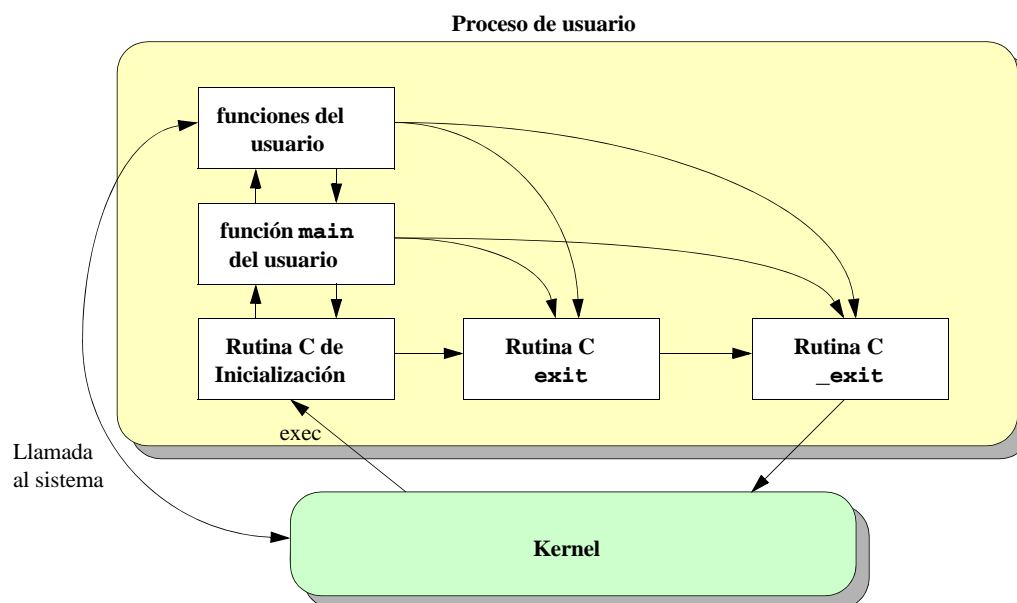 Proceso de usuario
funciones del
usuario
función main
del usuario
Rutina C de
Inicialización
Rutina C
exit
Rutina C
_exit
exec
Llamada
al sistema
Kernel